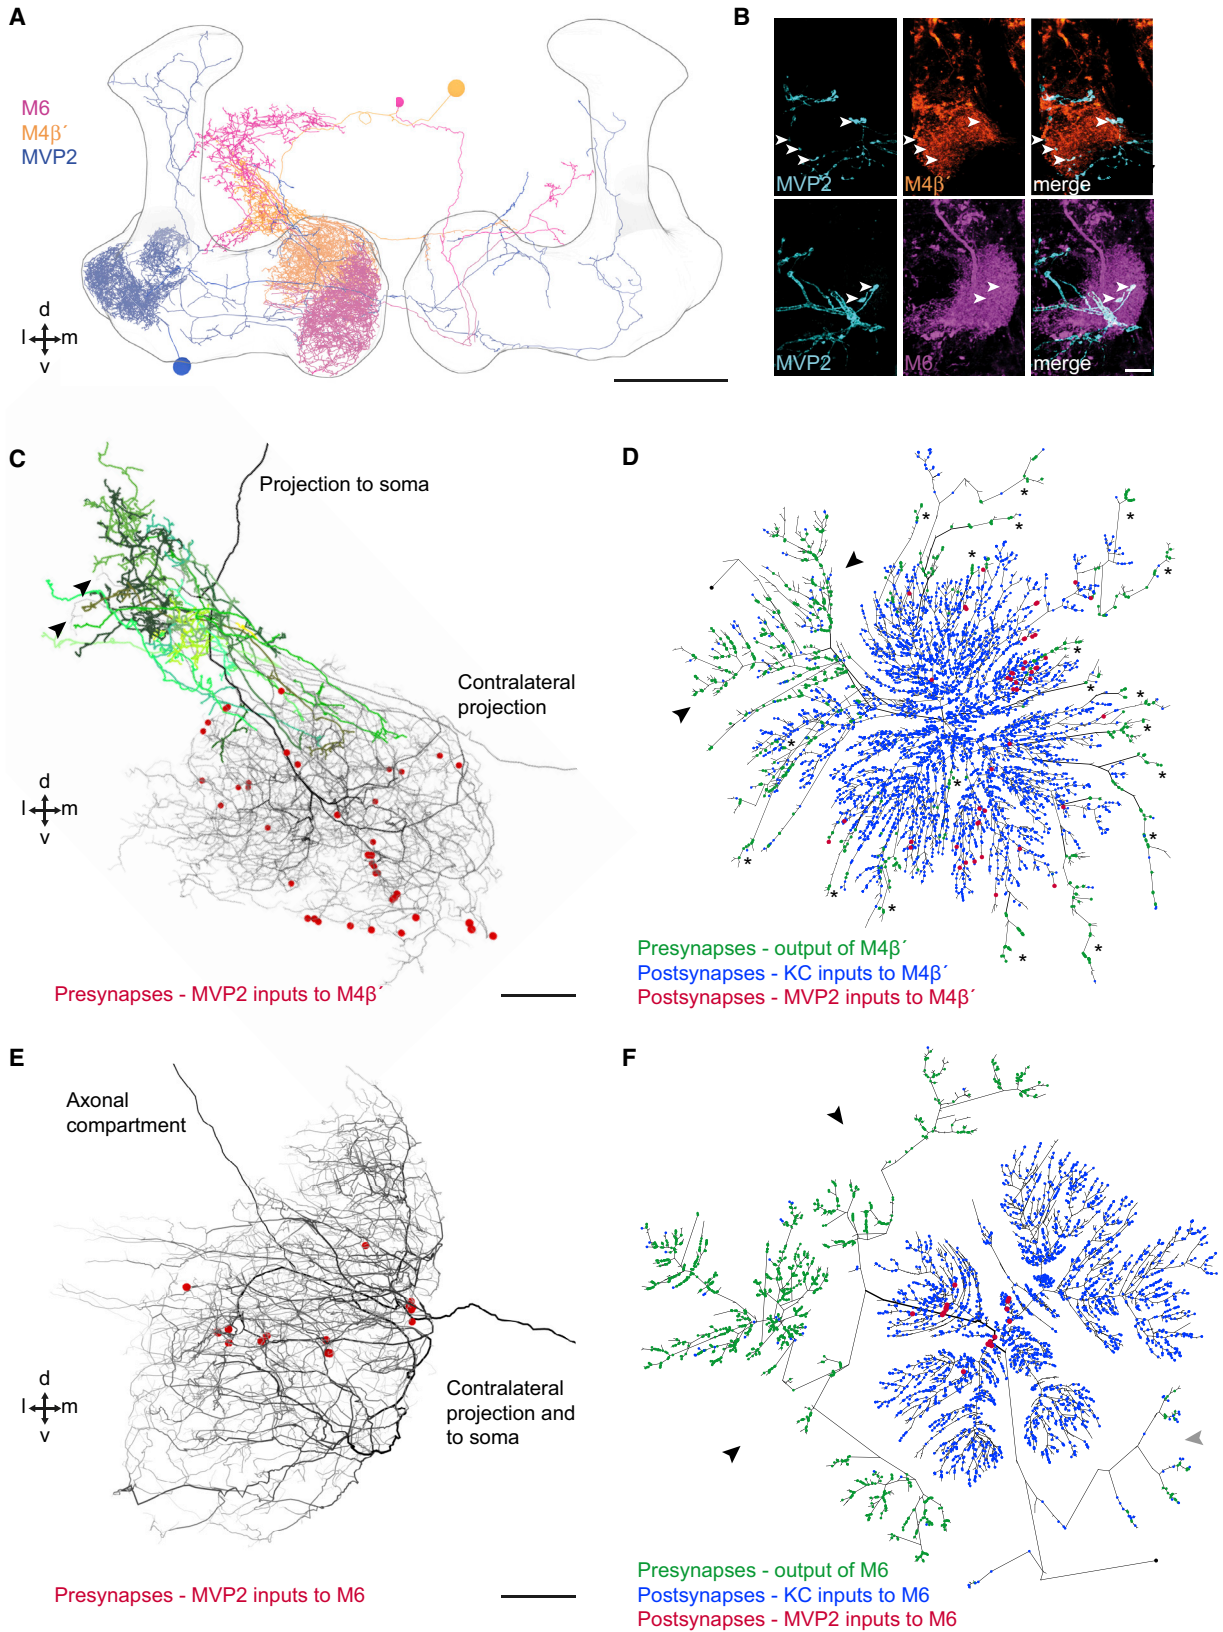 A
M6
M4β´
MVP2
d
l m
v
B
MVP2
M4β´
merge
MVP2
M6
merge
C
Projection to soma
Contralateral
projection
d
l m
v
Presynapses - MVP2 inputs to M4β´
D
* * * * * * * * * * * * * * * * * * *
Presynapses - output of M4β´
Postsynapses - KC inputs to M4β´
Postsynapses - MVP2 inputs to M4β´
E
Axonal
compartment
Contralateral
projection and
to soma
d
l m
v
Presynapses - MVP2 inputs to M6
F
Presynapses - output of M6
Postsynapses - KC inputs to M6
Postsynapses - MVP2 inputs to M6